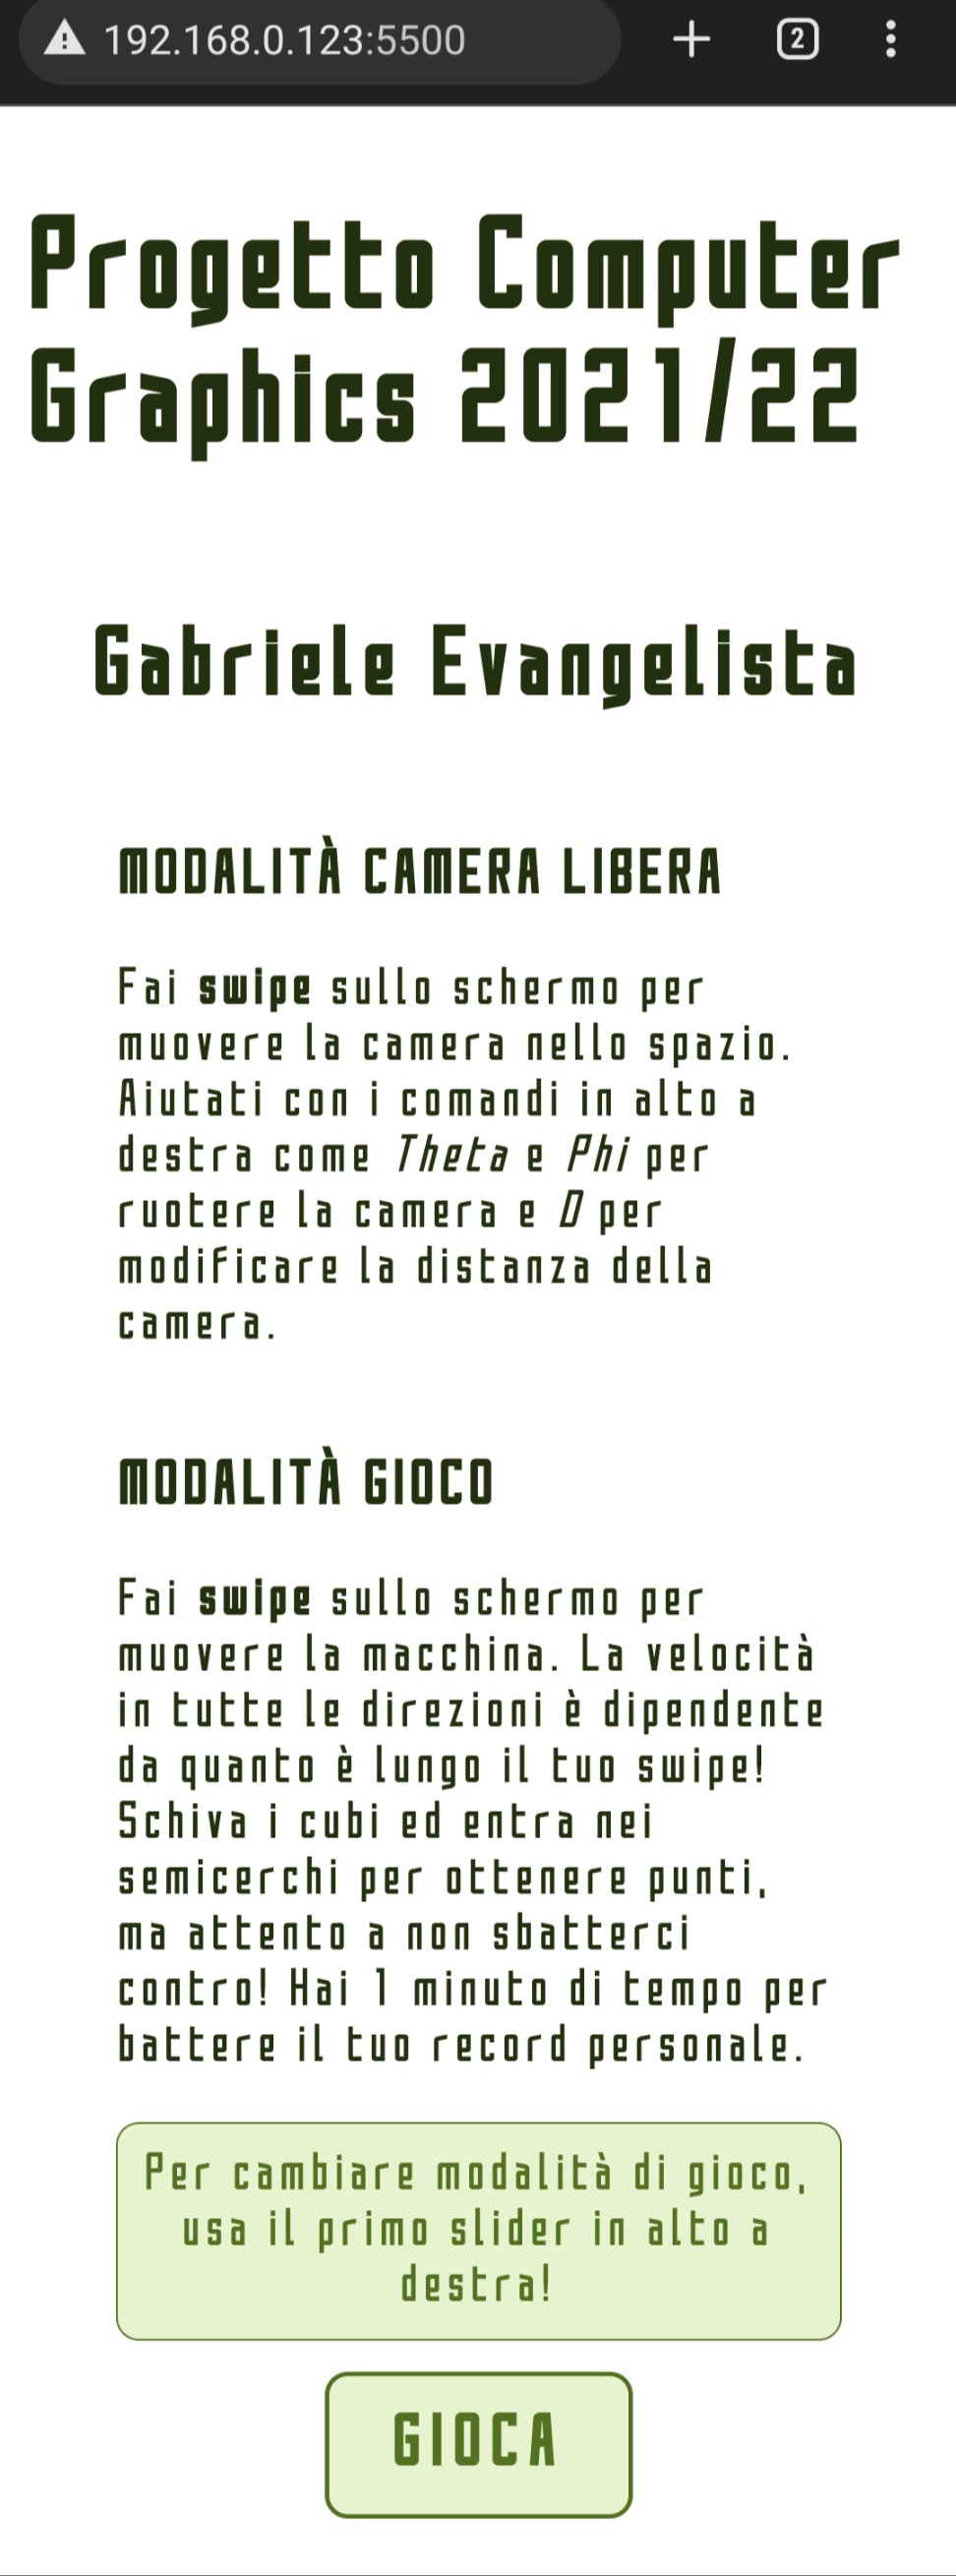 192.168.0.123:5500
2
Progetto Computer
Graphics 2021/22
Gabriele Evangelista
MODALITÀ CAMERA LIBERA
Fai swipe sullo schermo per
muovere la camera nello spazio.
Aiutati con i comandi in alto a
destra come Theta e Phi per
ruotere la camera e D per
modificare la distanza della
camera.
MODALITÀ GIOCO
Fai swipe sullo schermo per
muovere la macchina. La velocità
in tutte le direzioni è dipendente
da quanto è lungo il tuo swipe!
Schiva i cubi ed entra nei
semicerchi per ottenere punti,
ma attento a non sbatterci
contro! Hai 1 minuto di tempo per
battere il tuo record personale.
Per cambiare modalità di gioco,
usa il primo slider in alto a
destra!
GIOCA